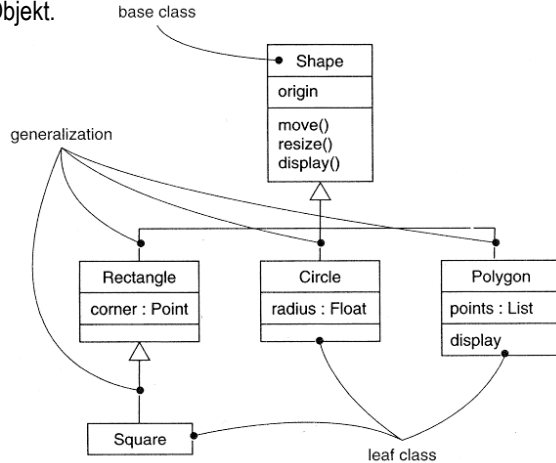 Objekt.
base class
Shape
origin
move()
resize()
display()
generalization
Rectangle
corner : Point
Circle
radius : Float
Polygon
points : List
display
Square
leaf class